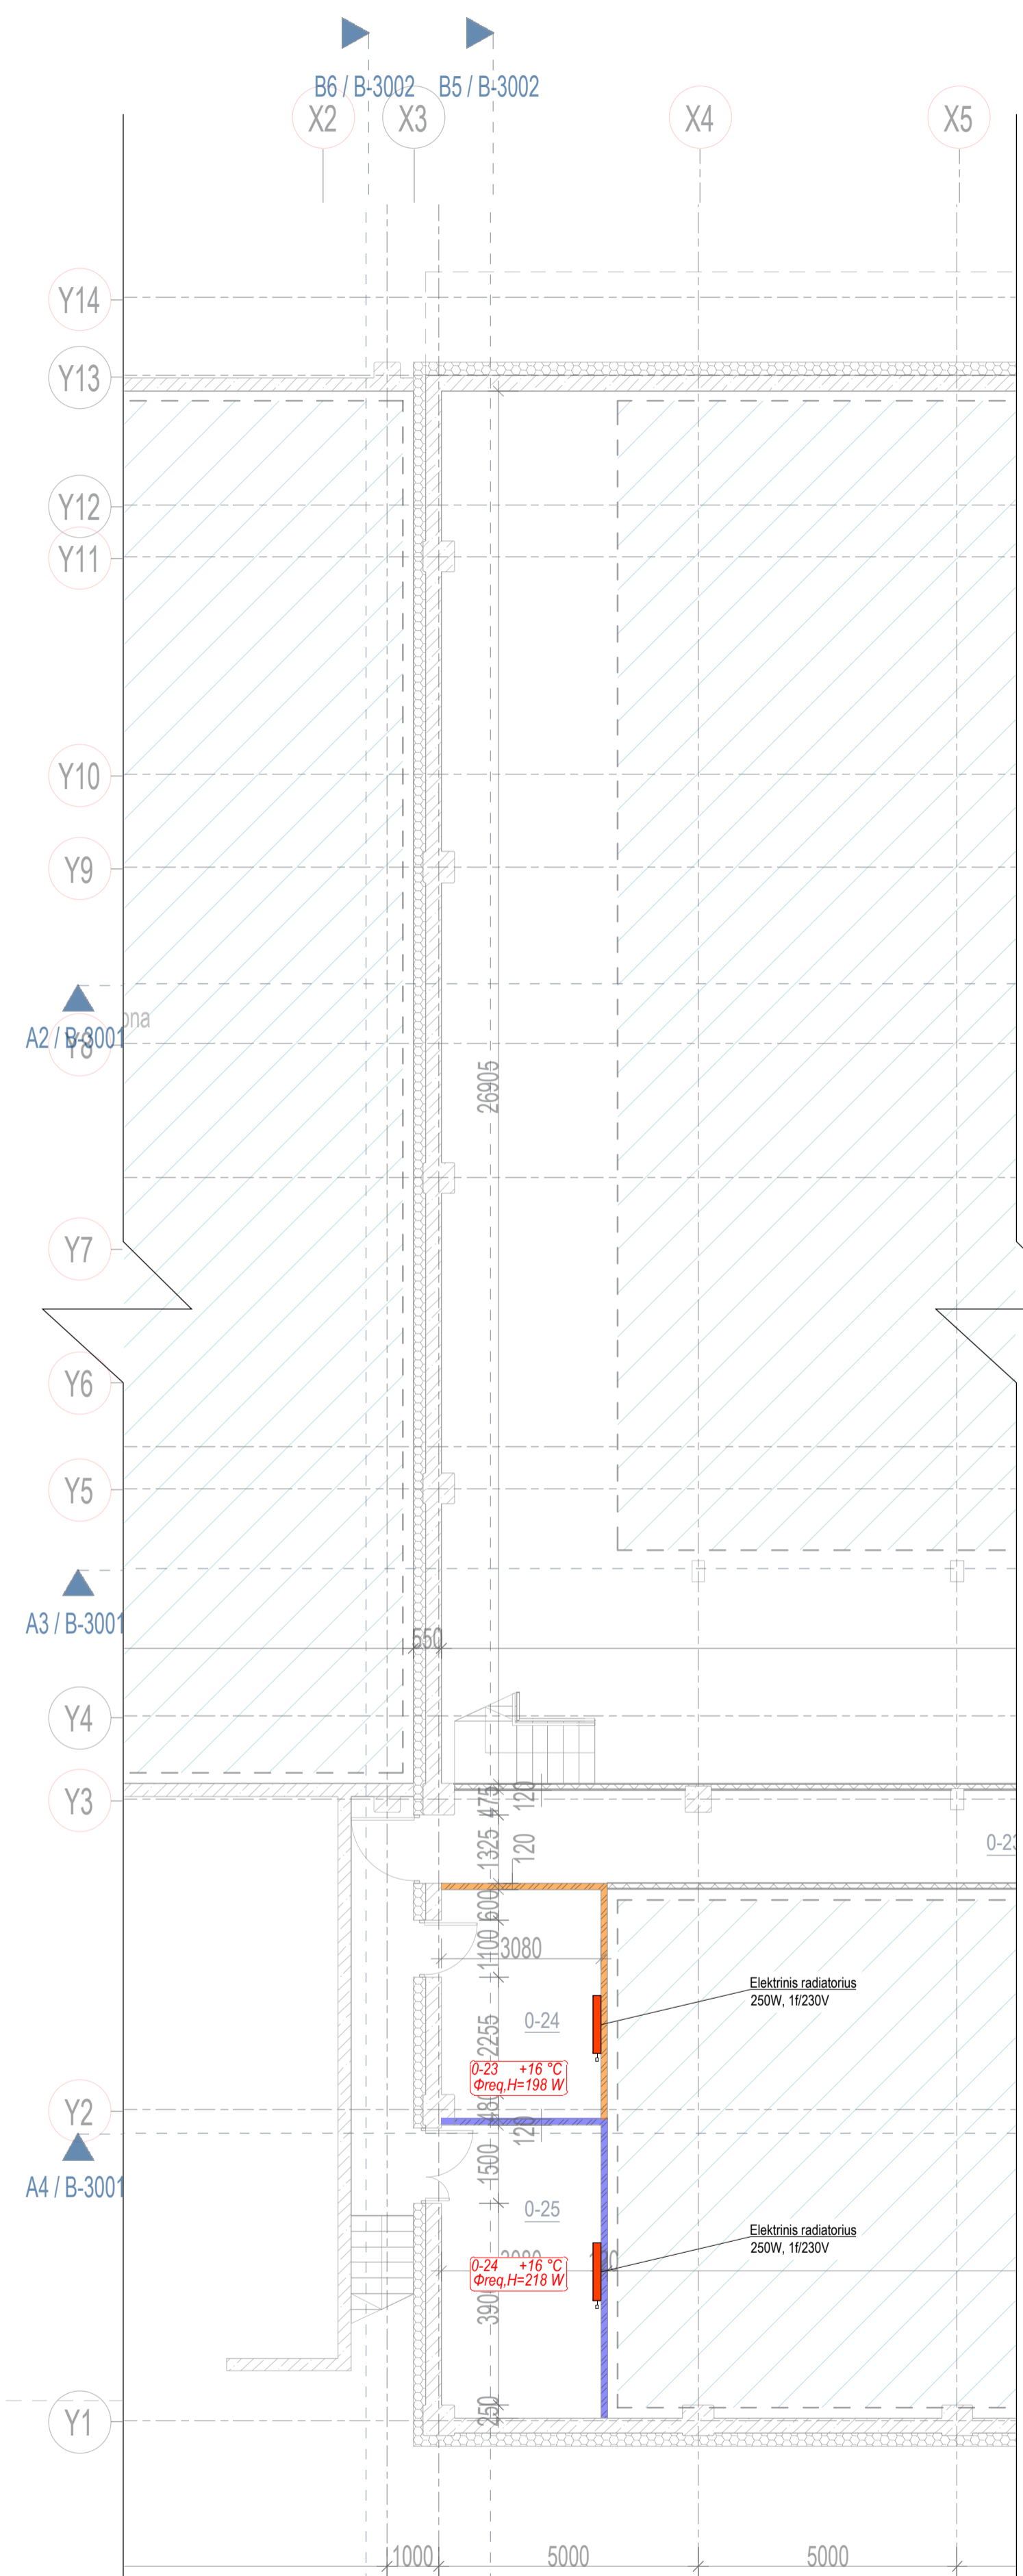 B6 / B-3002
B5 / B-3002
X2
X3
X4
X5
Y14
Y13
Y12
Y11
Y10
Y9
ona
A2 / B-3001
Y8
26905
Y7
Y6
Y5
A3 / B-3001
550
Y4
Y3
475
120
1325
120
0-23
600
1100
3080
Elektrinis radiatorius
250W, 1f/230V
0-24
2255
0-23 +16 °C
Φreq,H=198 W
480
Y2
120
1500
A4 / B-3001
0-25
Elektrinis radiatorius
250W, 1f/230V
0-24 +16 °C
Φreq,H=218 W
3900
250
Y1
1000
5000
5000